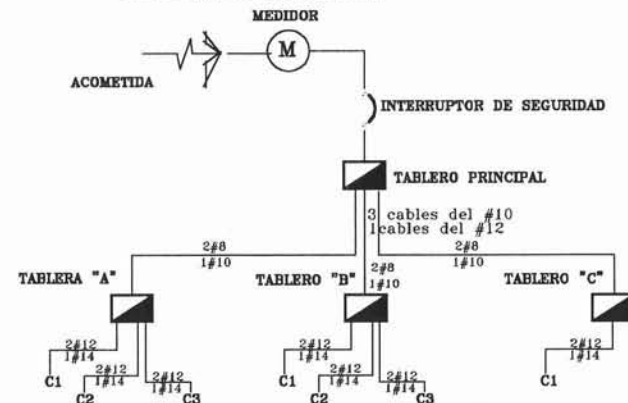 MEDIDOR
M
ACOMETIDA
INTERRUPTOR DE SEGURIDAD
TABLERO PRINCIPAL
3 cables del #10
1cables del #12
2#8
1#10
2#8
1#10
2#8
1#10
TABLERA "A"
TABLERO "B"
TABLERO "C"
2#12
1#14
C1
2#12
1#14
C2
2#12
1#14
C3
2#12
1#14
C1
2#12
1#14
C2
2#12
1#14
C3
2#12
1#14
C1